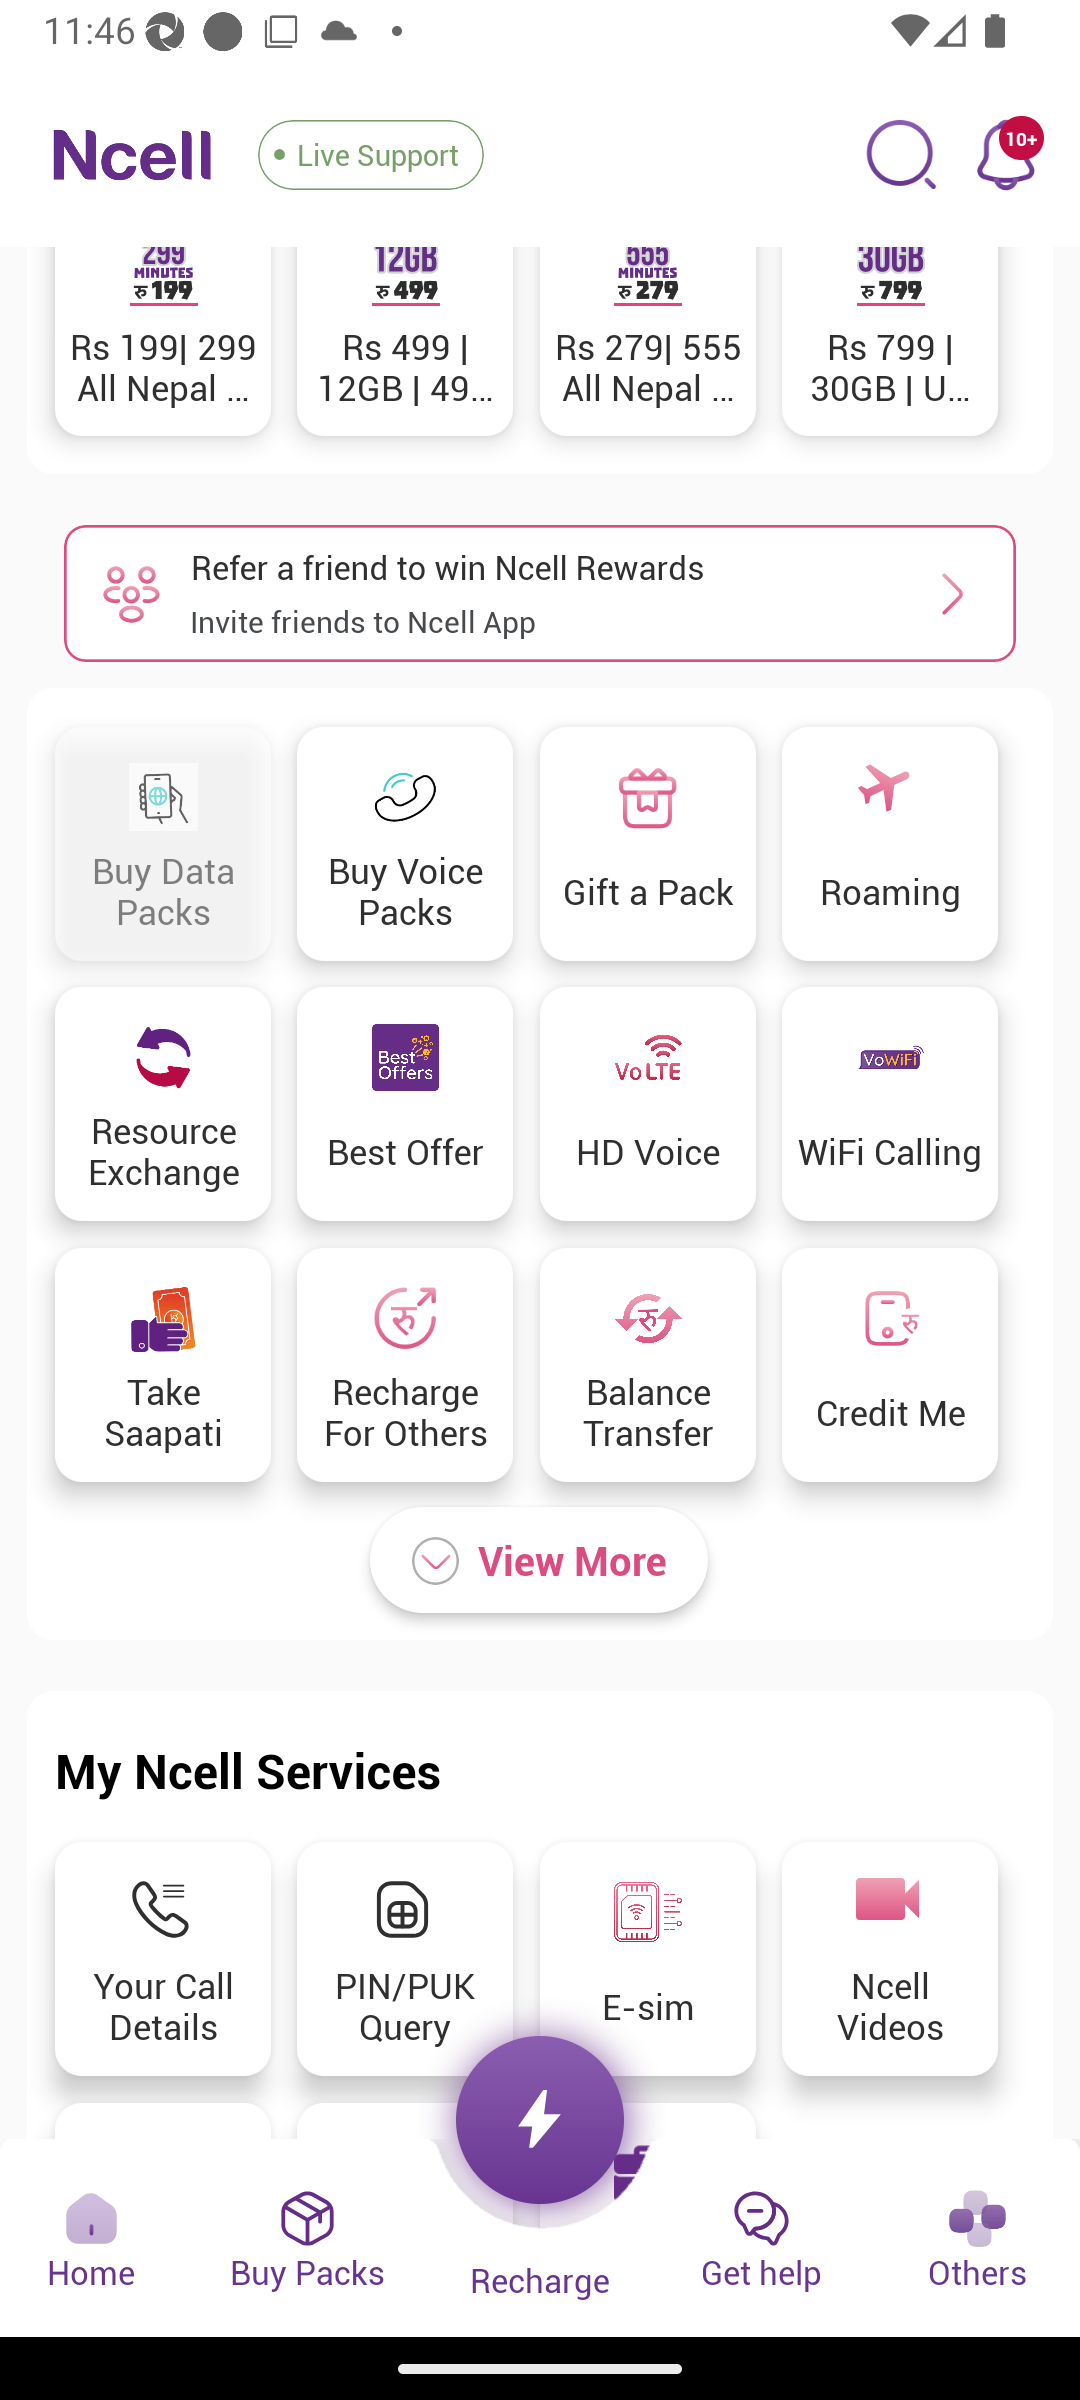 11:46
Ncell
Live Support
10+
299 12GB 555 30GB
MINUTES MINUTES
रु 199 रु 499 रु 279 रु 799
Rs 199| 299 Rs 499 | Rs 279| 555 Rs 799 |
All Nepal ... 12GB | 49... All Nepal ... 30GB | U...
Refer a friend to win Ncell Rewards
Invite friends to Ncell App
Buy Data
Packs
Buy Voice
Packs
Gift a Pack
Roaming
Resource
Exchange
Best
Offers
Best Offer
VoLTE
HD Voice
VoWiFi
WiFi Calling
रु
Take
Saapati
रु
Recharge
For Others
रु
Balance
Transfer
रु
Credit Me
View More
My Ncell Services
Your Call
Details
PIN/PUK
Query
E-sim
Ncell
Videos
Home
Buy Packs
Recharge
Get help
Others